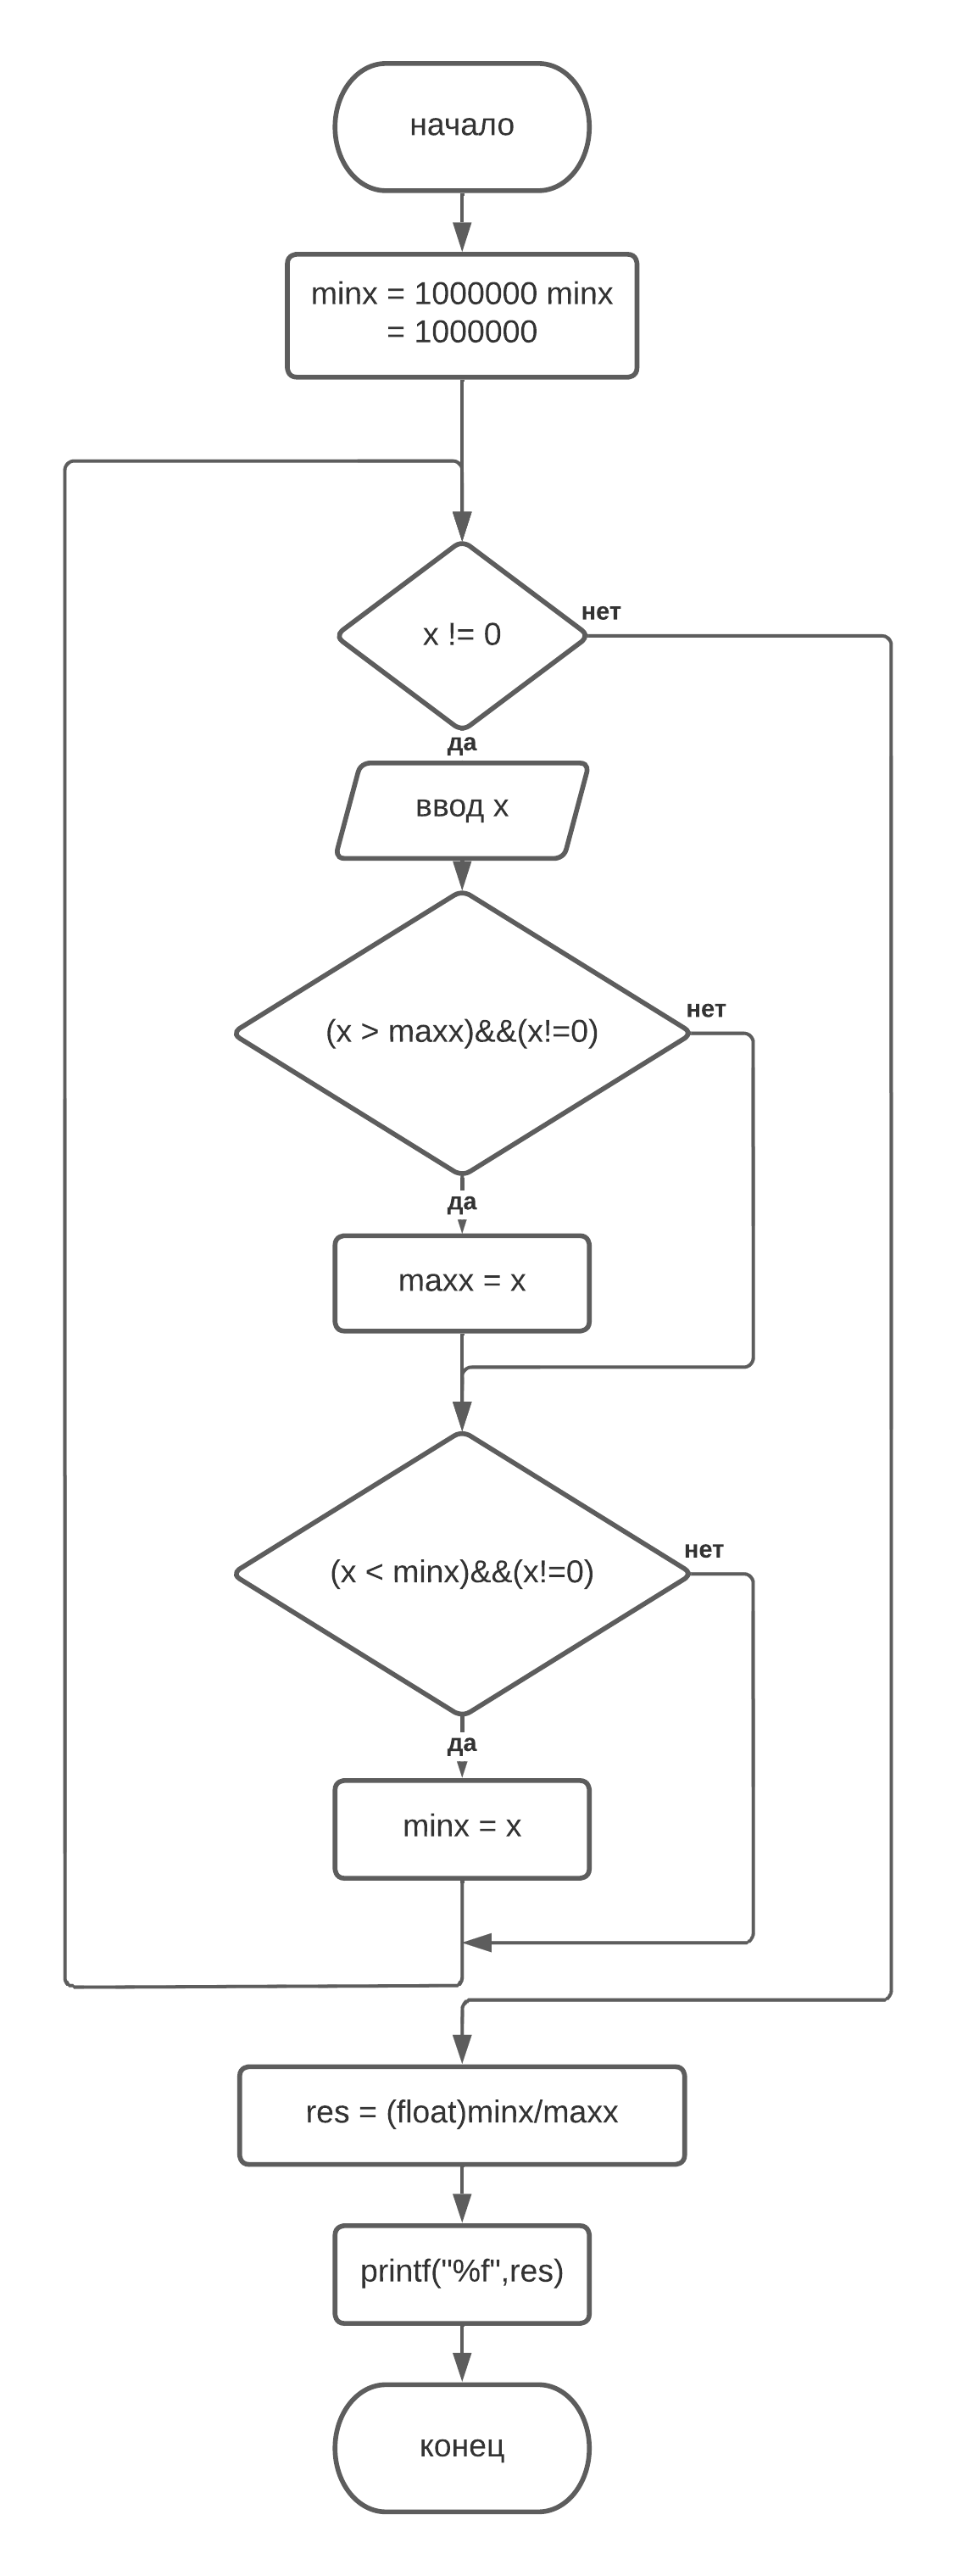 начало
minx = 1000000 minx
= 1000000
x != 0
нет
да
ввод x
(x > maxx)&&(x!=0)
нет
да
maxx = x
(x < minx)&&(x!=0)
нет
да
minx = x
res = (float)minx/maxx
printf("%f",res)
конец